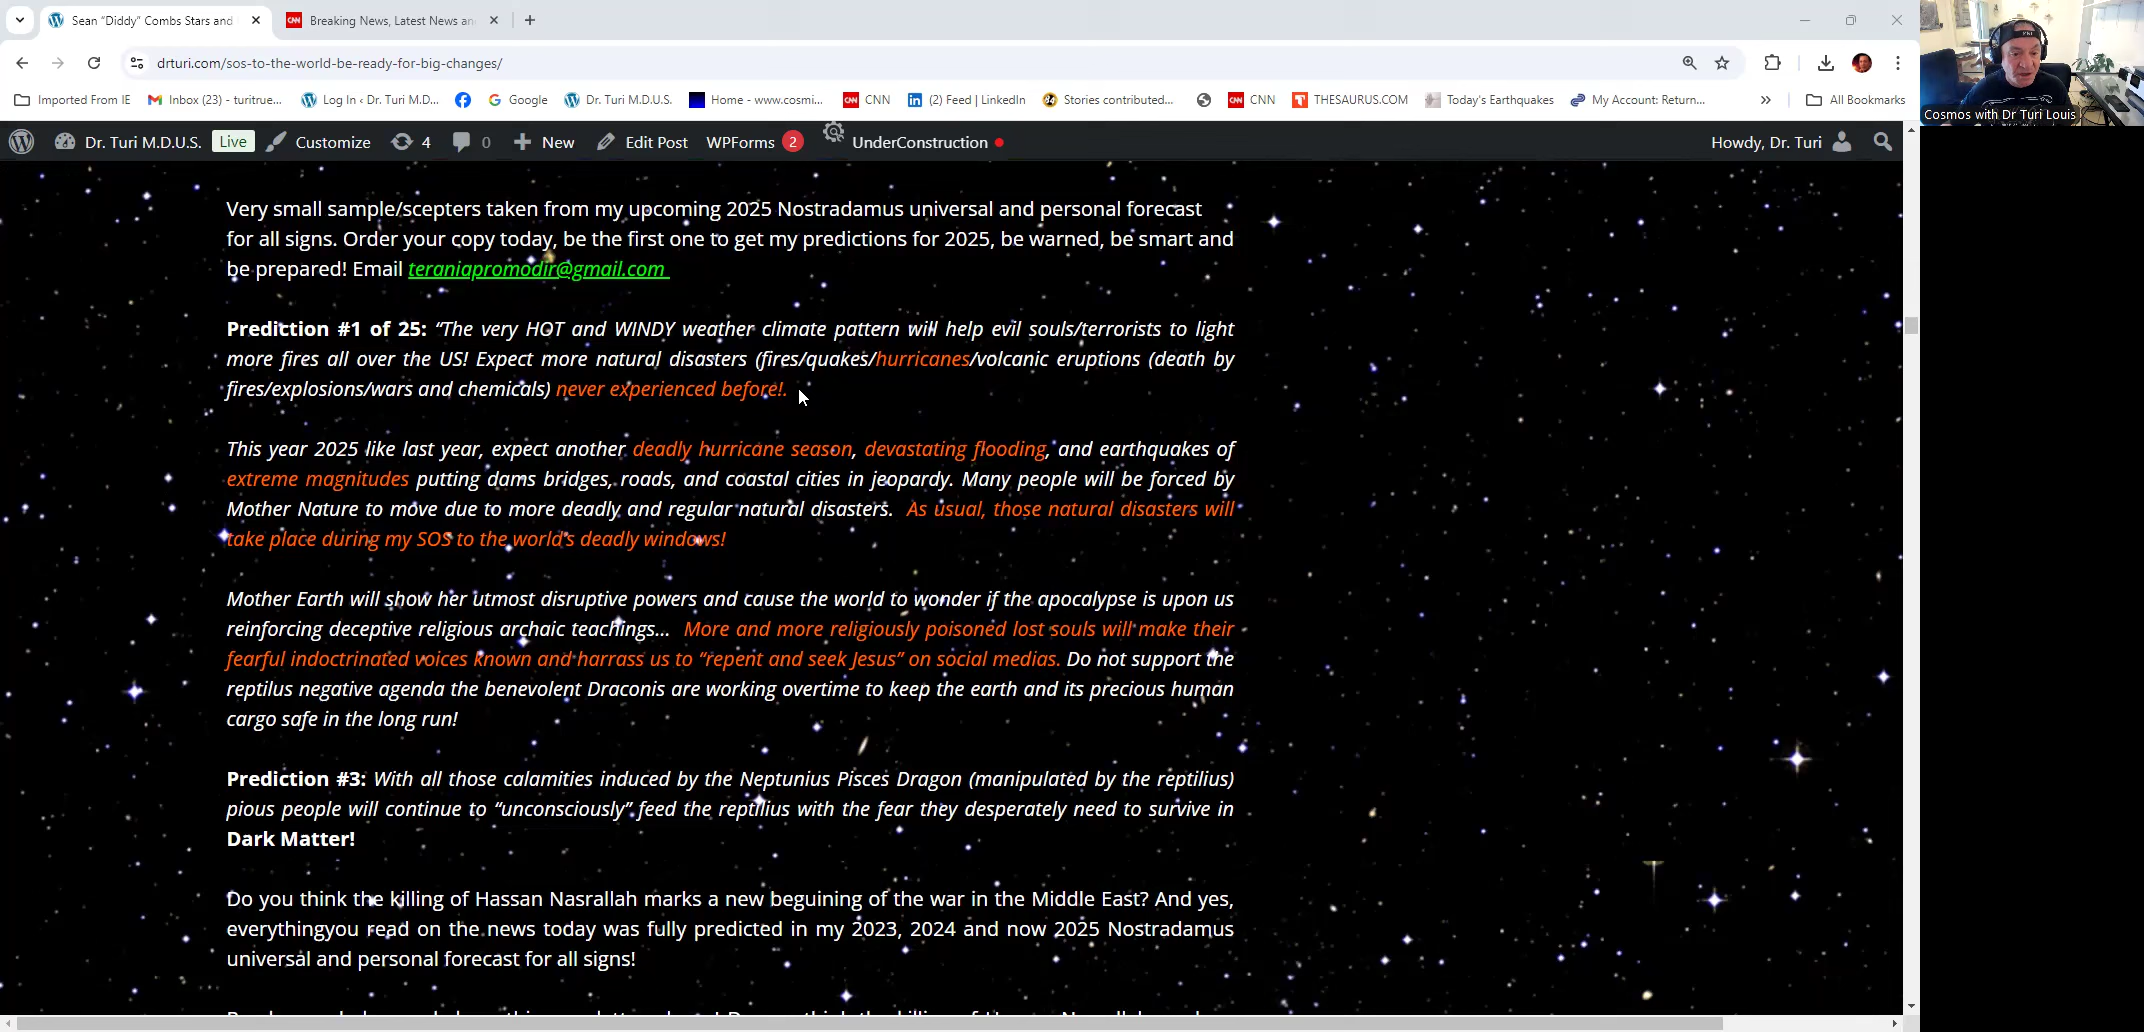 Sean “Diddy” Combs Stars and
Breaking News, Latest News an
drturi.com/sos-to-the-world-be-ready-for-big-changes/
Imported From IE
Inbox (23) - turitrue...
Log In ‹ Dr. Turi M.D...
Google
Dr. Turi M.D.U.S.
Home - www.cosmi...
CNN
(2) Feed | LinkedIn
Stories contributed...
CNN
THESAURUS.COM
Today's Earthquakes
My Account: Return...
All Bookmarks
Cosmos with Dr Turi Louis
Dr. Turi M.D.U.S. Live Customize 4 0 New Edit Post WPForms 2 UnderConstruction Howdy, Dr. Turi
Very small sample/scepters taken from my upcoming 2025 Nostradamus universal and personal forecast
for all signs. Order your copy today, be the first one to get my predictions for 2025, be warned, be smart and
be prepared! Email teraniapromodir@gmail.com
Prediction #1 of 25: “The very HOT and WINDY weather climate pattern will help evil souls/terrorists to light
more fires all over the US! Expect more natural disasters (fires/quakes/hurricanes/volcanic eruptions (death by
fires/explosions/wars and chemicals) never experienced before!.
This year 2025 like last year, expect another deadly hurricane season, devastating flooding, and earthquakes of
extreme magnitudes putting dams bridges, roads, and coastal cities in jeopardy. Many people will be forced by
Mother Nature to move due to more deadly and regular natural disasters. As usual, those natural disasters will
take place during my SOS to the world's deadly windows!
Mother Earth will show her utmost disruptive powers and cause the world to wonder if the apocalypse is upon us
reinforcing deceptive religious archaic teachings... More and more religiously poisoned lost souls will make their
fearful indoctrinated voices known and harrass us to “repent and seek Jesus” on social medias. Do not support the
reptilus negative agenda the benevolent Draconis are working overtime to keep the earth and its precious human
cargo safe in the long run!
Prediction #3: With all those calamities induced by the Neptunius Pisces Dragon (manipulated by the reptilius)
pious people will continue to “unconsciously” feed the reptilius with the fear they desperately need to survive in
Dark Matter!
Do you think the killing of Hassan Nasrallah marks a new beguining of the war in the Middle East? And yes,
everythingyou read on the news today was fully predicted in my 2023, 2024 and now 2025 Nostradamus
universal and personal forecast for all signs!